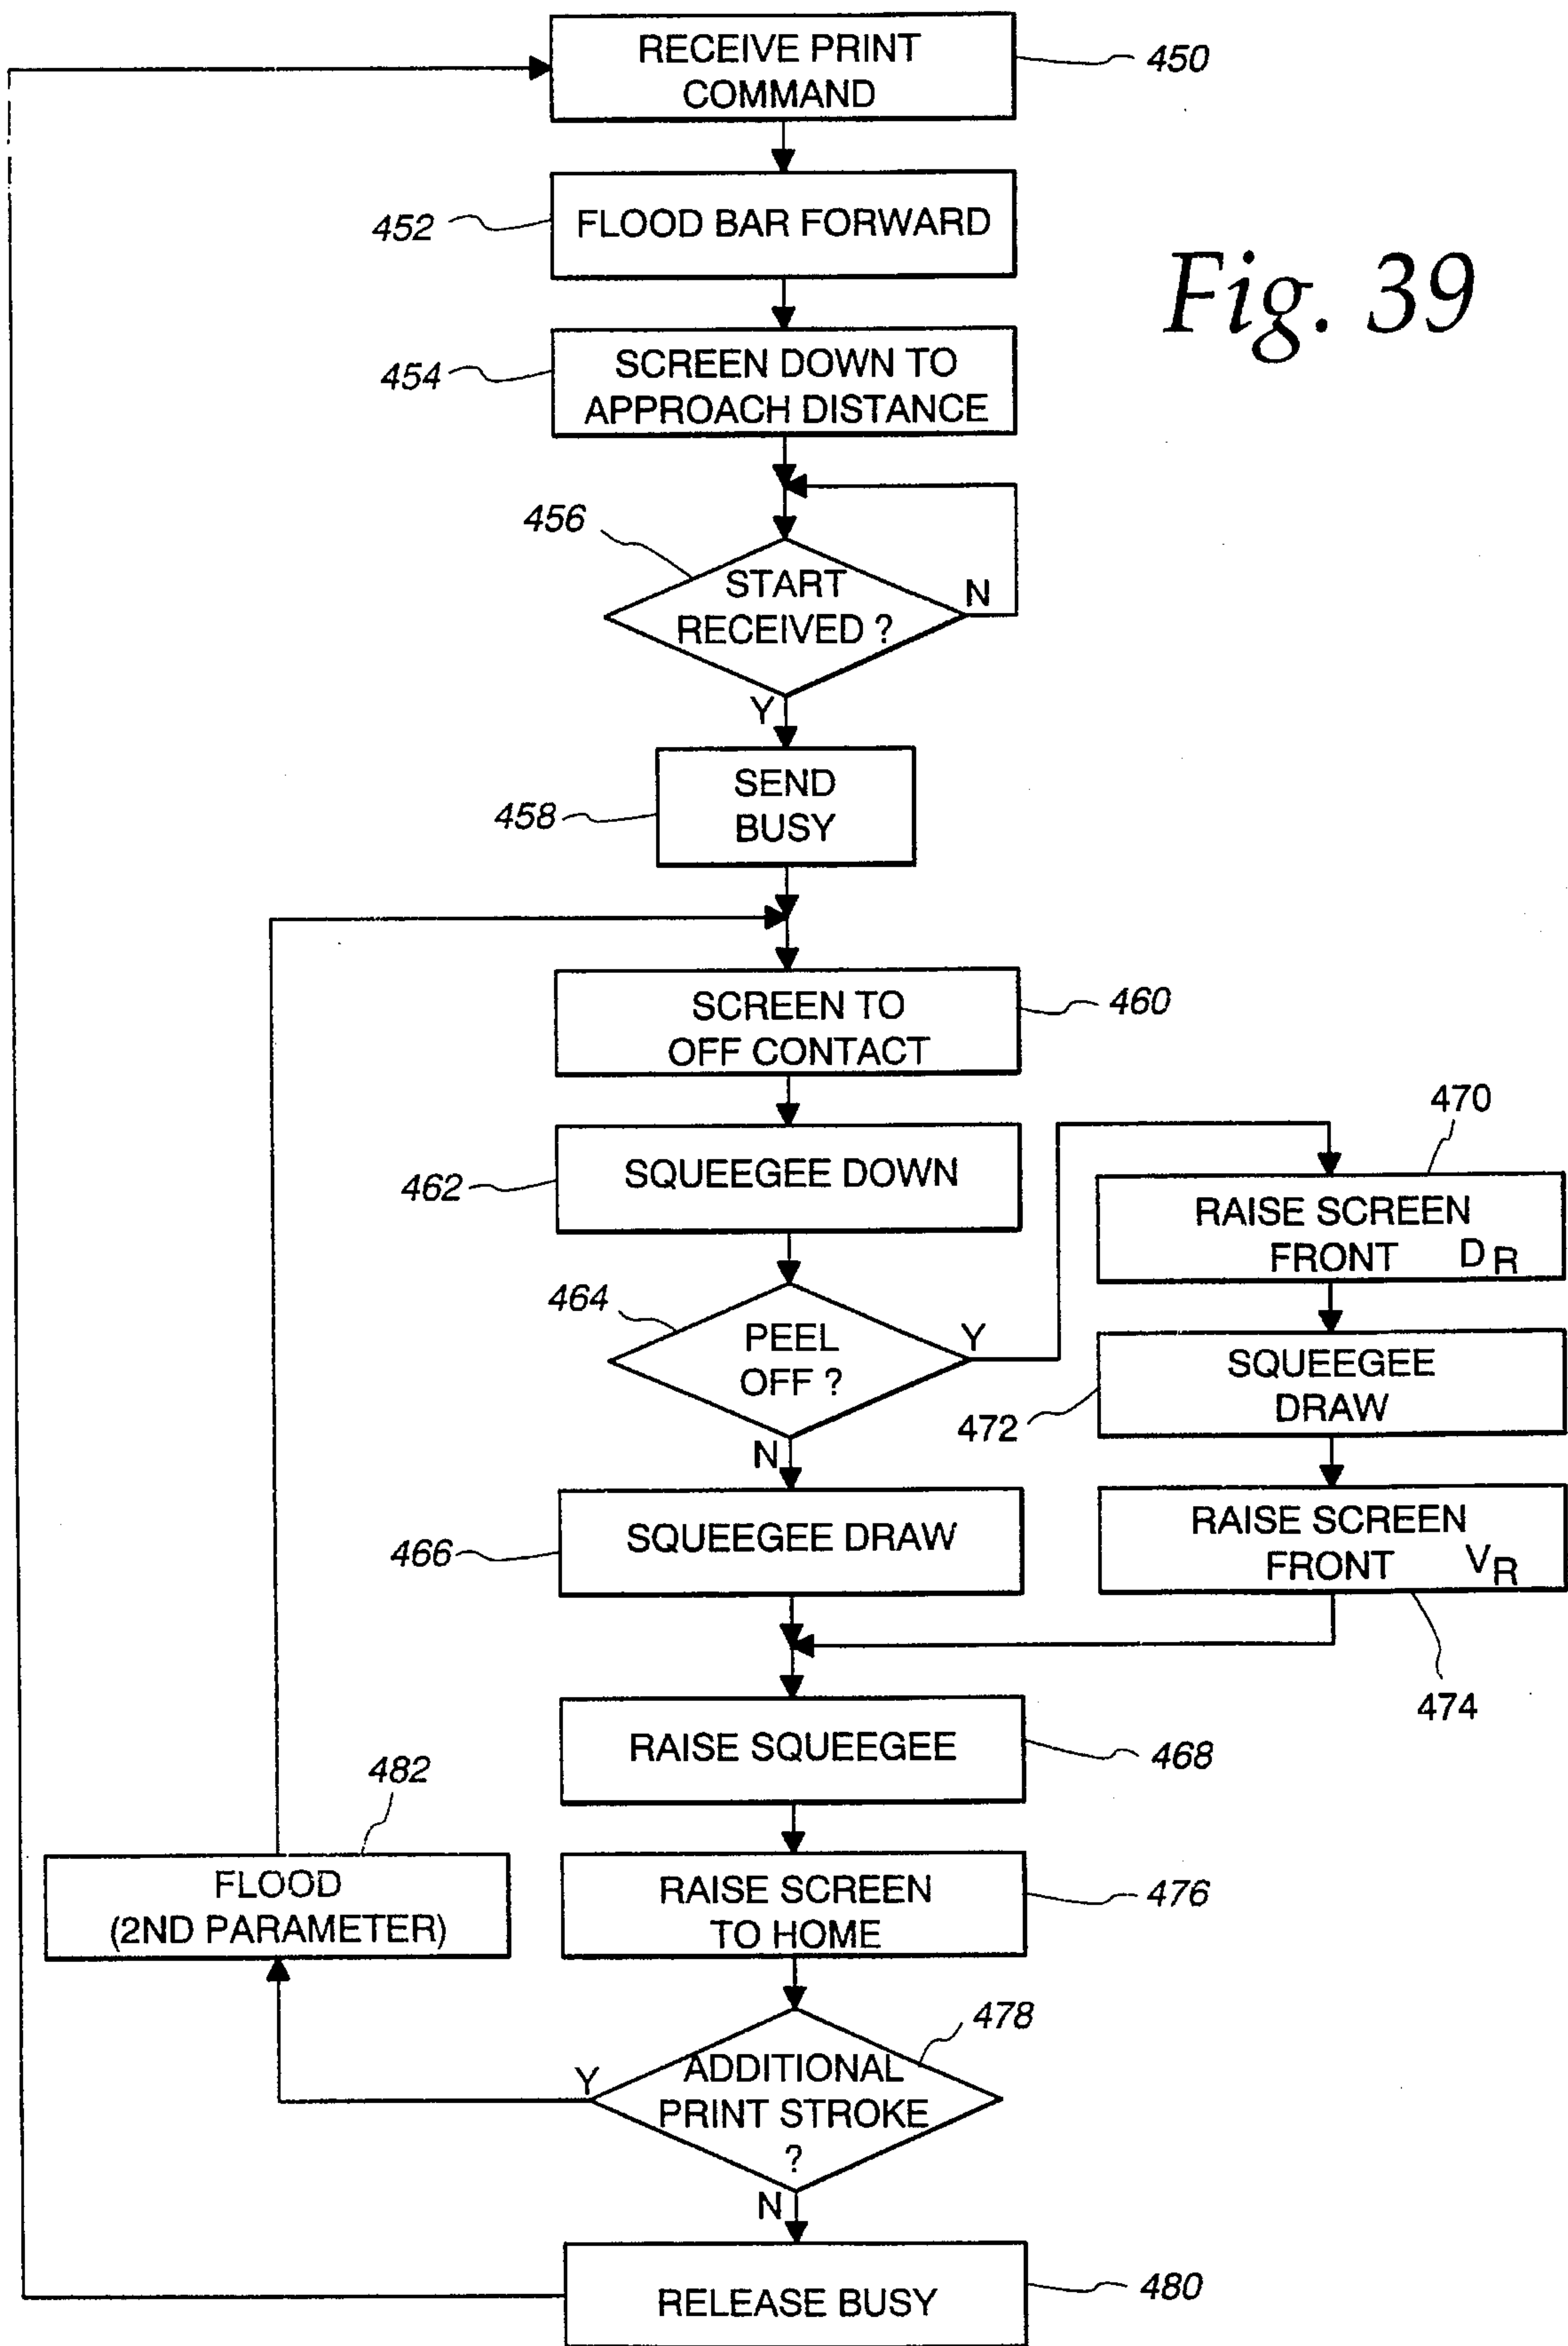 RECEIVE PRINT
COMMAND
450
452
FLOOD BAR FORWARD
Fig. 39
454
SCREEN DOWN TO
APPROACH DISTANCE
456
START
RECEIVED ?
N
Y
458
SEND
BUSY
SCREEN TO
OFF CONTACT
460
462
SQUEEGEE DOWN
470
RAISE SCREEN
FRONT DR
464
PEEL
OFF ?
Y
N
472
SQUEEGEE
DRAW
466
SQUEEGEE DRAW
RAISE SCREEN
FRONT VR
474
RAISE SQUEEGEE
468
482
FLOOD
(2ND PARAMETER)
RAISE SCREEN
TO HOME
476
478
ADDITIONAL
PRINT STROKE
?
Y
N
RELEASE BUSY
480